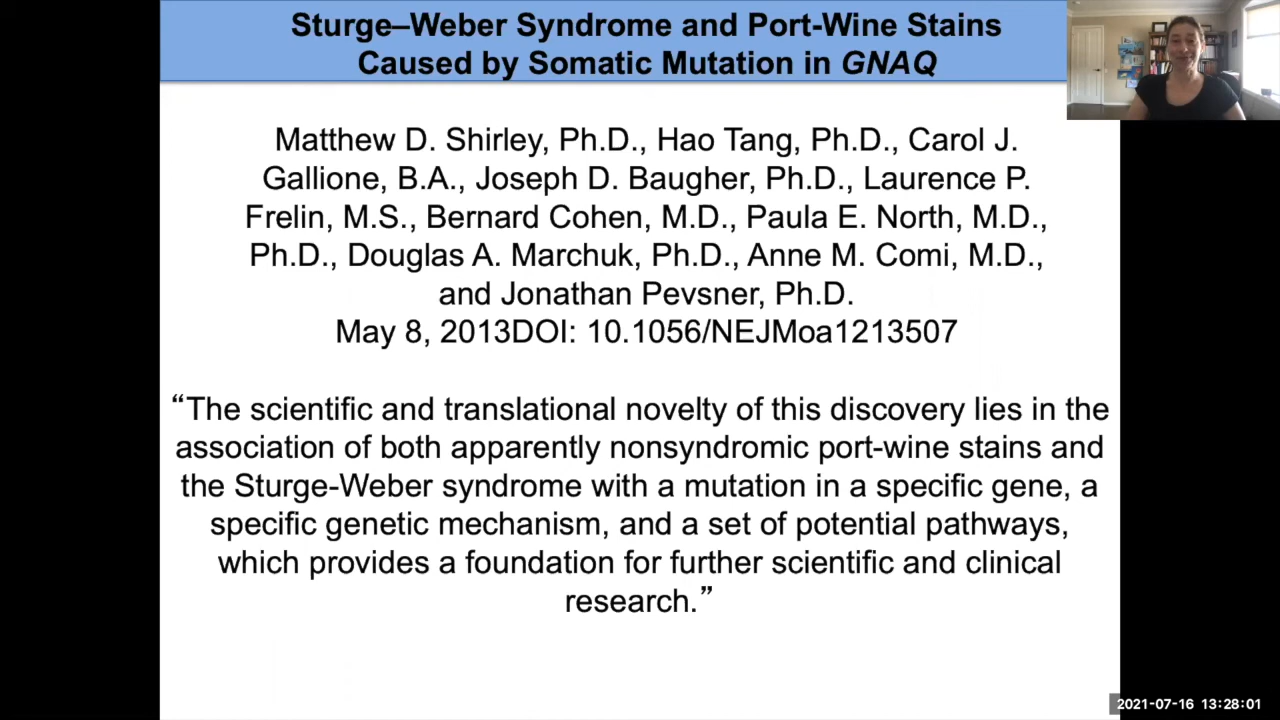 Sturge–Weber Syndrome and Port-Wine Stains
Caused by Somatic Mutation in GNAQ
Matthew D. Shirley, Ph.D., Hao Tang, Ph.D., Carol J.
Gallione, B.A., Joseph D. Baugher, Ph.D., Laurence P.
Frelin, M.S., Bernard Cohen, M.D., Paula E. North, M.D.,
Ph.D., Douglas A. Marchuk, Ph.D., Anne M. Comi, M.D.,
and Jonathan Pevsner, Ph.D.
May 8, 2013DOI: 10.1056/NEJMoa1213507
“The scientific and translational novelty of this discovery lies in the
association of both apparently nonsyndromic port-wine stains and
the Sturge-Weber syndrome with a mutation in a specific gene, a
specific genetic mechanism, and a set of potential pathways,
which provides a foundation for further scientific and clinical
research.”
2021-07-16 13:28:01